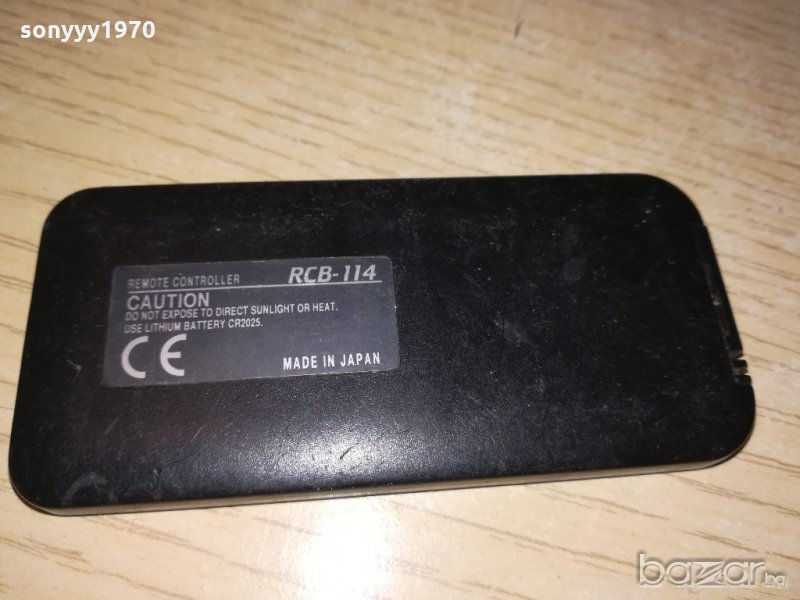 sonyyy1970
REMOTE CONTROLLER RCB-114
CAUTION
DO NOT EXPOSE TO DIRECT SUNLIGHT OR HEAT.
USE LITHIUM BATTERY CR2025.
CE MADE IN JAPAN
bazar.bg